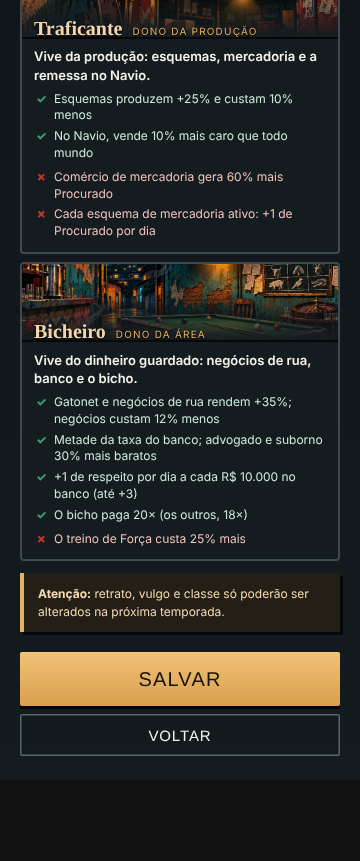 Traficante DONO DA PRODUÇÃO
Vive da produção: esquemas, mercadoria e a
remessa no Navio.
✓ Esquemas produzem +25% e custam 10%
menos
✓ No Navio, vende 10% mais caro que todo
mundo
× Comércio de mercadoria gera 60% mais
Procurado
× Cada esquema de mercadoria ativo: +1 de
Procurado por dia
Bicheiro DONO DA ÁREA
Vive do dinheiro guardado: negócios de rua,
banco e o bicho.
✓ Gatonet e negócios de rua rendem +35%;
negócios custam 12% menos
✓ Metade da taxa do banco; advogado e suborno
30% mais baratos
✓ +1 de respeito por dia a cada R$ 10.000 no
banco (até +3)
✓ O bicho paga 20× (os outros, 18×)
× O treino de Força custa 25% mais
Atenção: retrato, vulgo e classe só poderão ser
alterados na próxima temporada.
SALVAR
VOLTAR